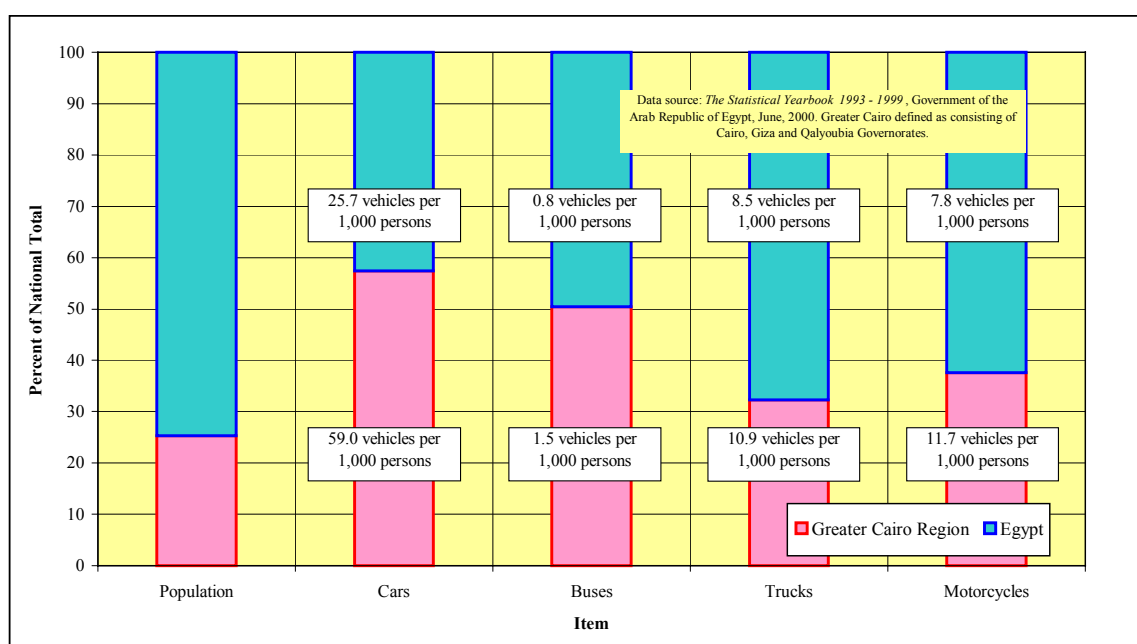 Percent of National Total
100
90
80
70
60
50
40
30
20
10
0
Data source: The Statistical Yearbook 1993 - 1999, Government of the
Arab Republic of Egypt, June, 2000. Greater Cairo defined as consisting of
Cairo, Giza and Qalyoubia Governorates.
25.7 vehicles per
1,000 persons
0.8 vehicles per
1,000 persons
8.5 vehicles per
1,000 persons
7.8 vehicles per
1,000 persons
59.0 vehicles per
1,000 persons
1.5 vehicles per
1,000 persons
10.9 vehicles per
1,000 persons
11.7 vehicles per
1,000 persons
Greater Cairo Region
Egypt
Population
Cars
Buses
Trucks
Motorcycles
Item